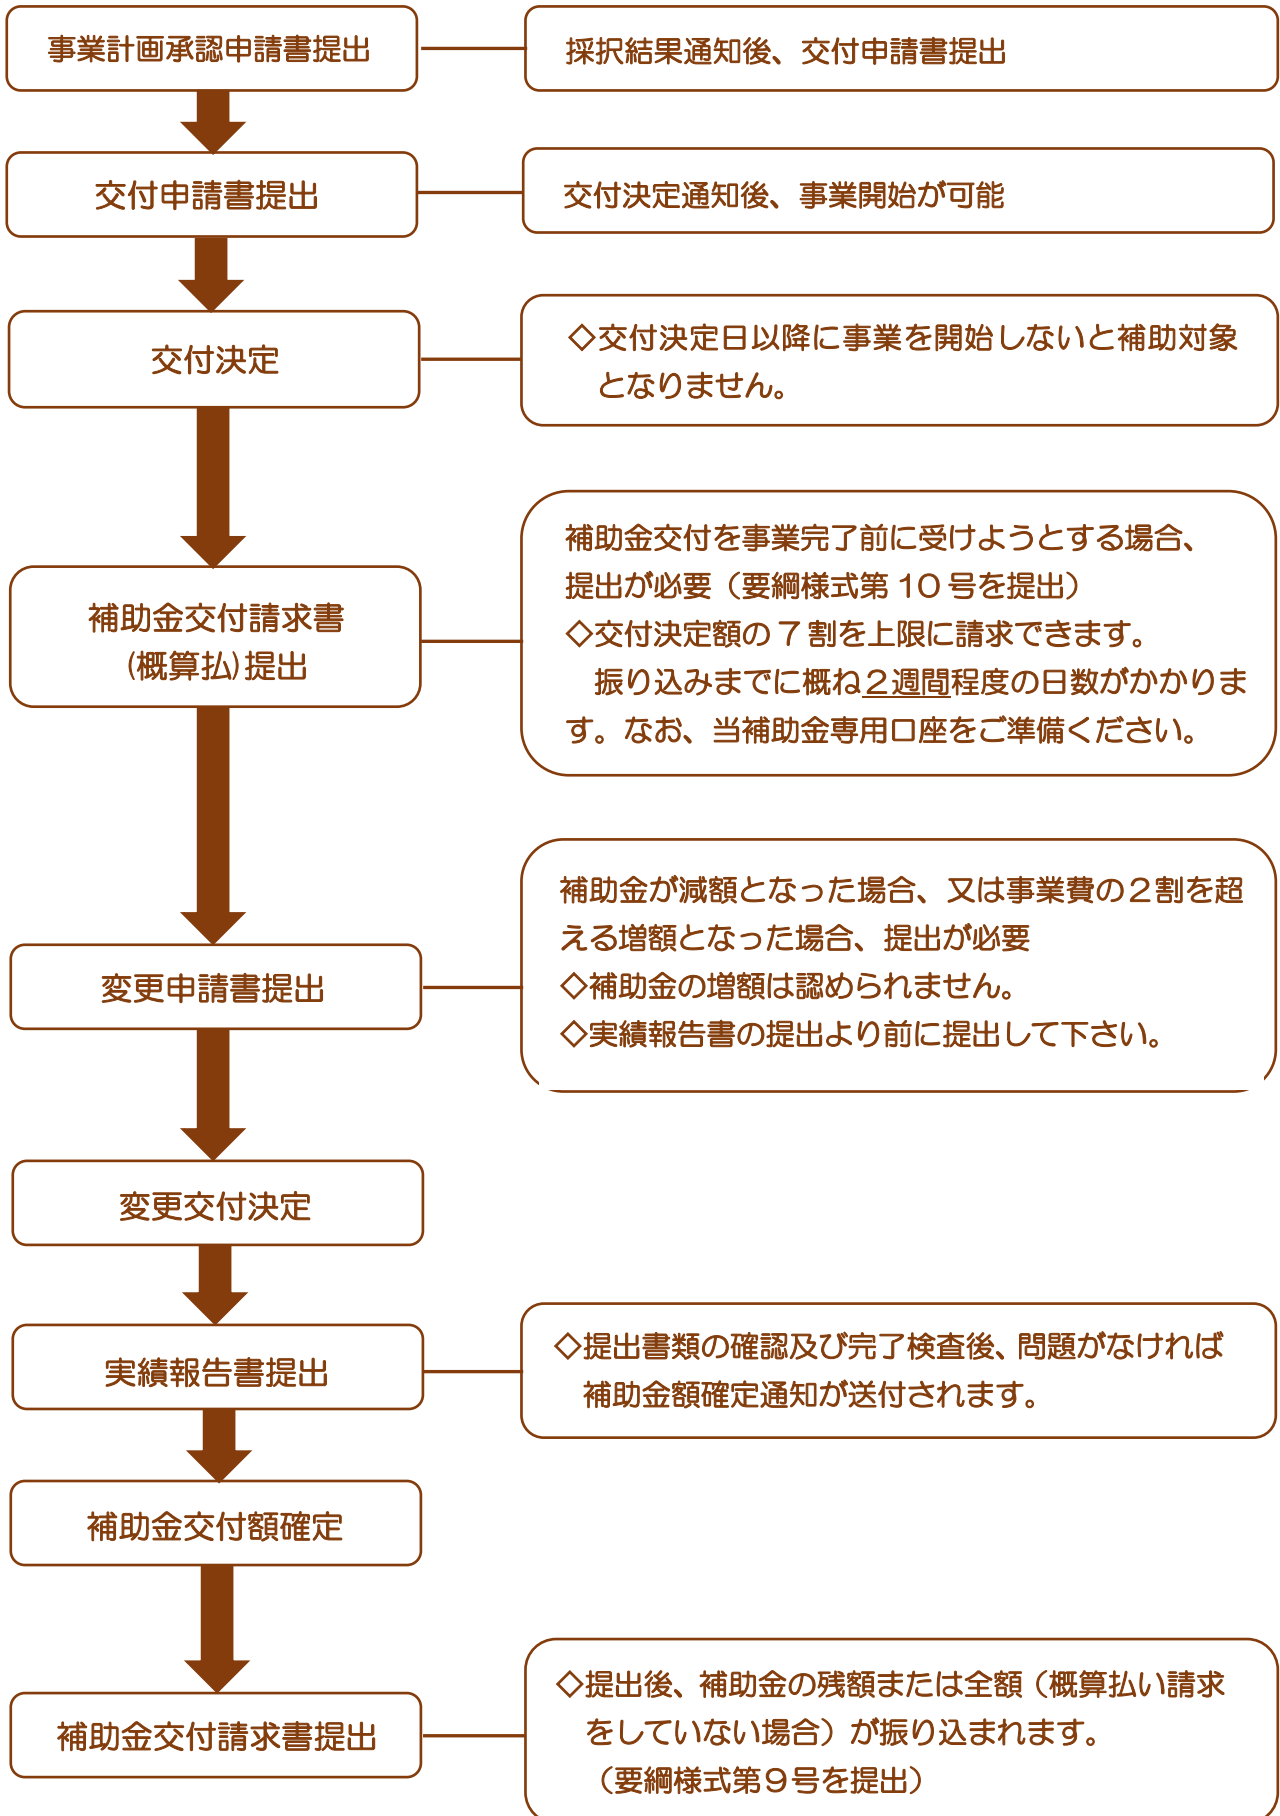 事業計画承認申請書提出
採択結果通知後、交付申請書提出
交付申請書提出
交付決定通知後、事業開始が可能
交付決定
◇交付決定日以降に事業を開始しないと補助対象
となりません。
補助金交付請求書
(概算払)提出
補助金交付を事業完了前に受けようとする場合、
提出が必要（要綱様式第 10 号を提出）
◇交付決定額の 7 割を上限に請求できます。
振り込みまでに概ね２週間程度の日数がかかりま
す。なお、当補助金専用口座をご準備ください。
変更申請書提出
補助金が減額となった場合、又は事業費の２割を超
える増額となった場合、提出が必要
◇補助金の増額は認められません。
◇実績報告書の提出より前に提出して下さい。
変更交付決定
実績報告書提出
◇提出書類の確認及び完了検査後、問題がなければ
補助金額確定通知が送付されます。
補助金交付額確定
補助金交付請求書提出
◇提出後、補助金の残額または全額（概算払い請求
をしていない場合）が振り込まれます。
（要綱様式第９号を提出）